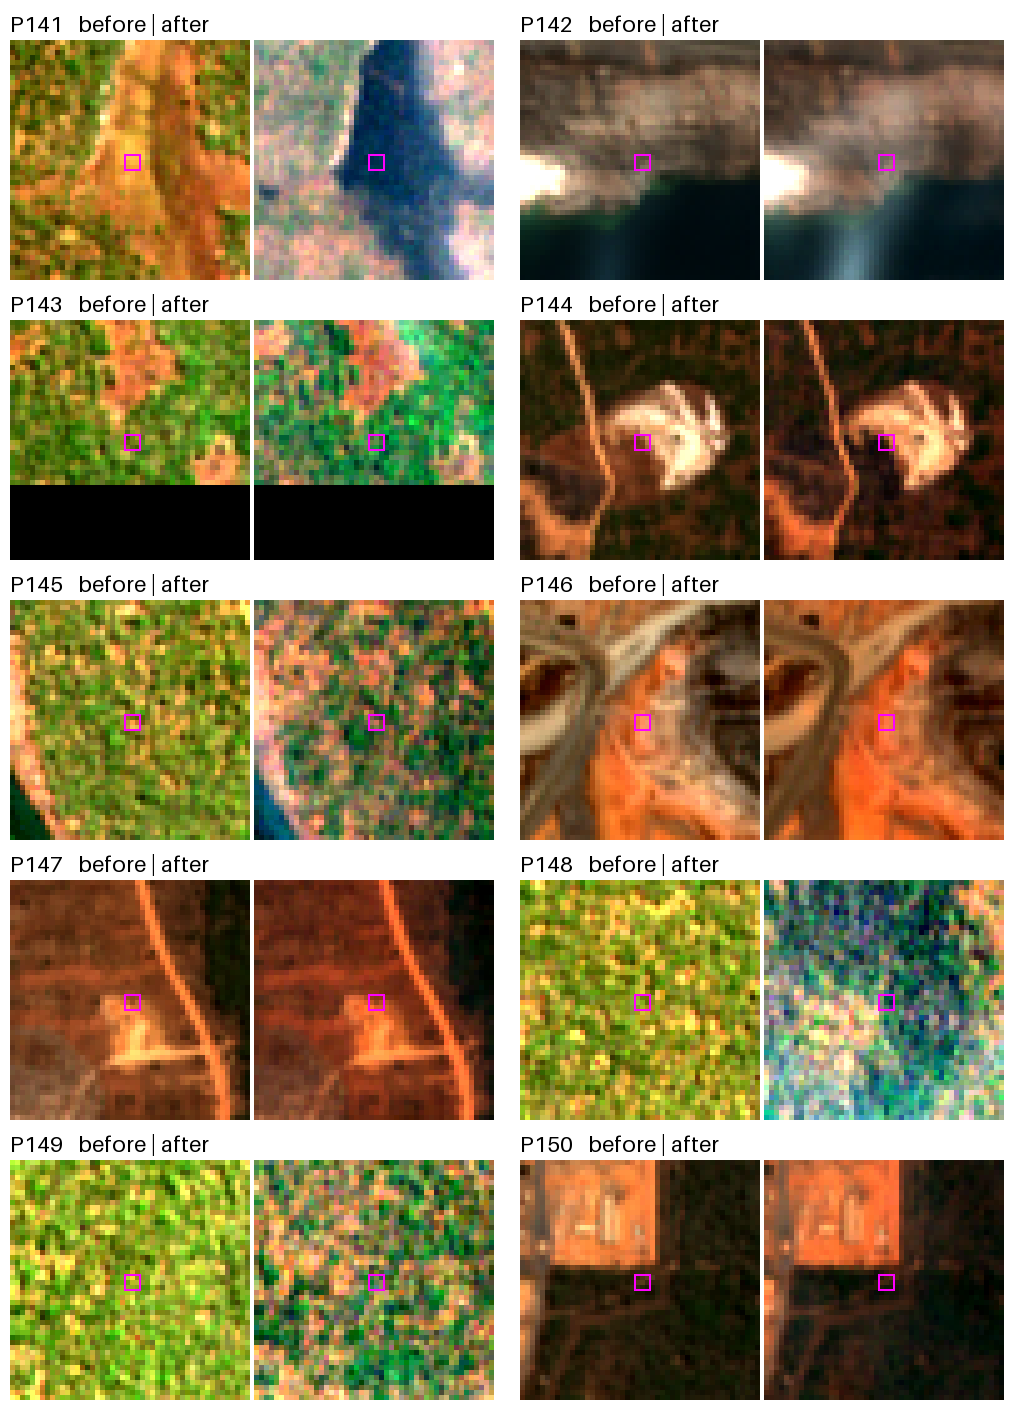 P141 before | after
P142 before | after
P143 before | after
P144 before | after
P145 before | after
P146 before | after
P147 before | after
P148 before | after
P149 before | after
P150 before | after